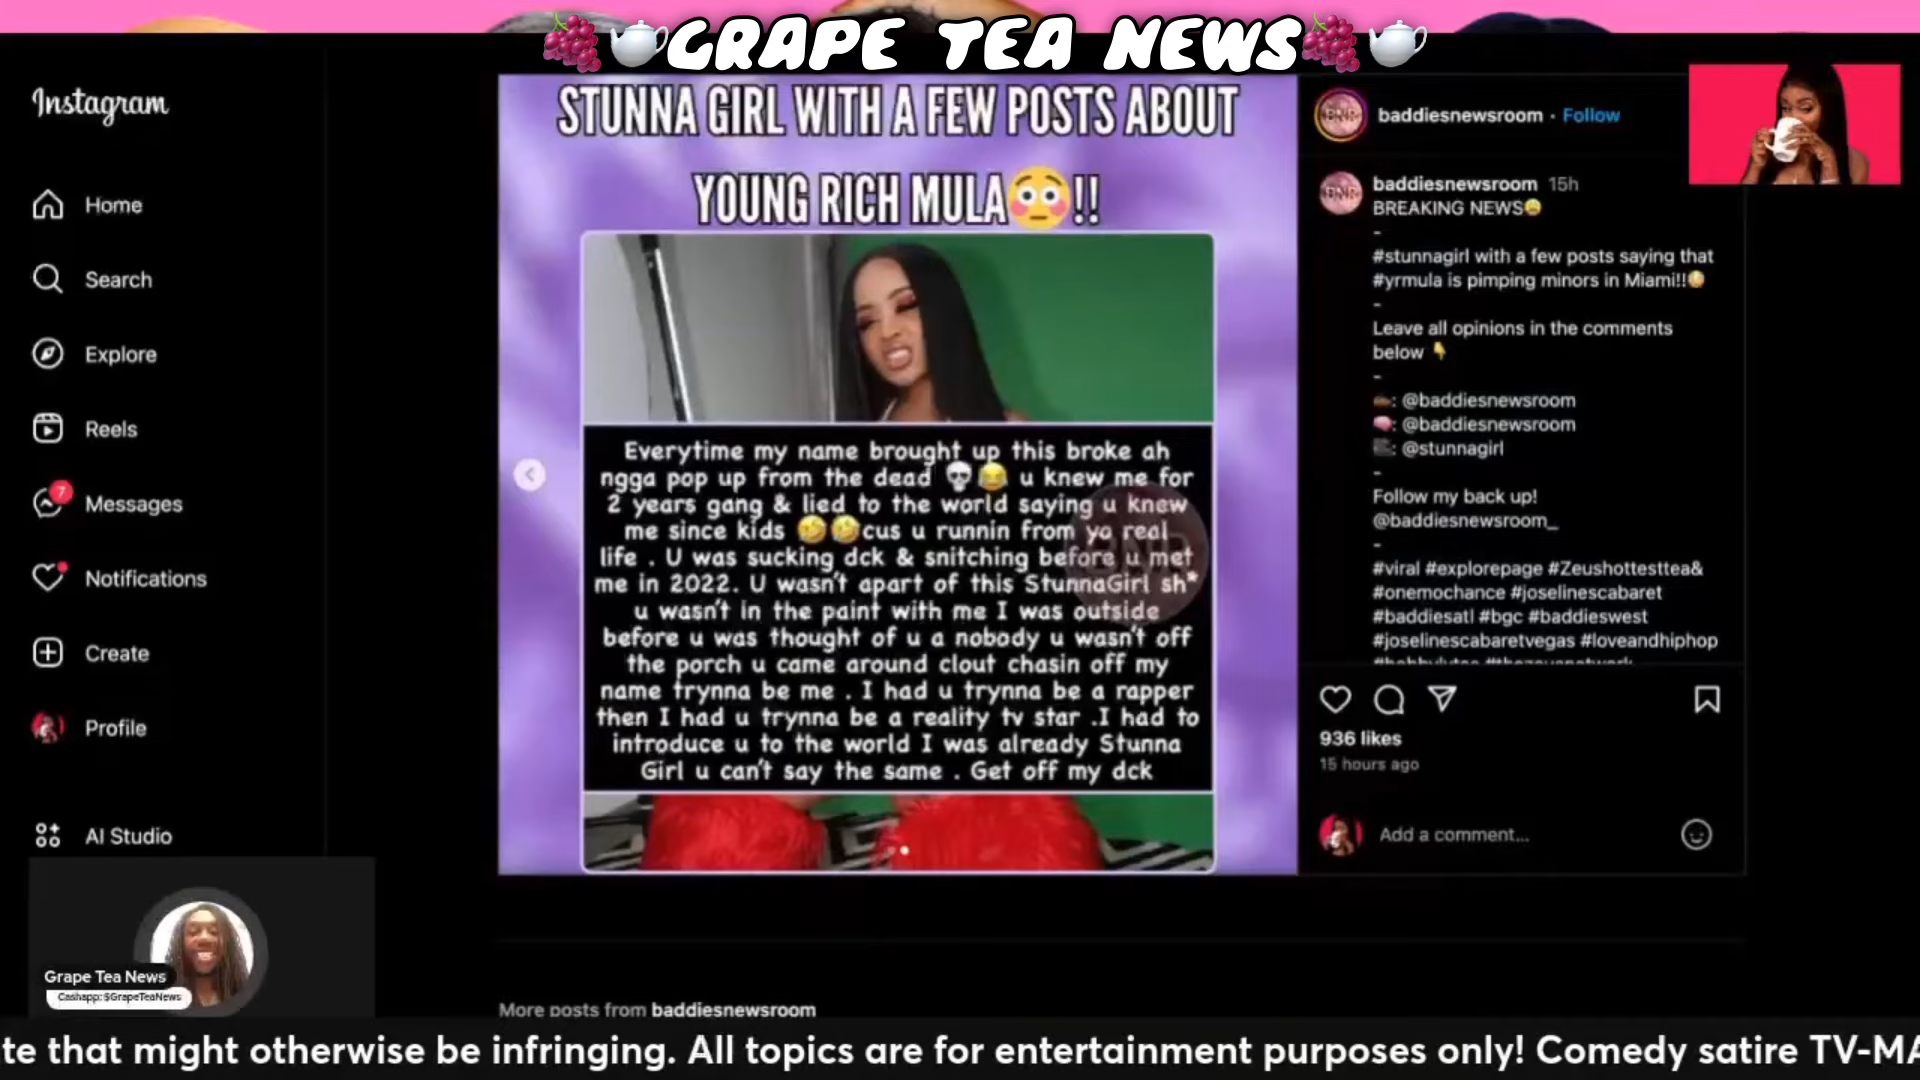 GRAPE TEA NEWS
Instagram
Home
Search
Explore
Reels
7
Messages
Notifications
Create
Profile
AI Studio
STUNNA GIRL WITH A FEW POSTS ABOUT
YOUNG RICH MULA😳!!
Everytime my name brought up this broke ah
ngga pop up from the dead 💀😂 u knew me for
2 years gang & lied to the world saying u knew
me since kids 🤣🤣cus u runnin from yo real
life . U was sucking dck & snitching before u met
me in 2022. U wasn't apart of this StunnaGirl sh*
u wasn't in the paint with me I was outside
before u was thought of u a nobody u wasn't off
the porch u came around clout chasin off my
name trynna be me . I had u trynna be a rapper
then I had u trynna be a reality tv star .I had to
introduce u to the world I was already Stunna
Girl u can't say the same . Get off my dck
BNR
baddiesnewsroom · Follow
baddiesnewsroom 15h
BREAKING NEWS😩
-
#stunnagirl with a few posts saying that
#yrmula is pimping minors in Miami!!😳
-
Leave all opinions in the comments
below 👇
-
: @baddiesnewsroom
: @baddiesnewsroom
: @stunnagirl
-
Follow my back up!
@baddiesnewsroom_
-
#viral #explorepage #Zeushottesttea&
#onemochance #joselinescabaret
#baddiesatl #bgc #baddieswest
#joselinescabaretvegas #loveandhiphop
936 likes
15 hours ago
Add a comment...
More posts from baddiesnewsroom
Grape Tea News
Cashapp: $GrapeTeaNews
te that might otherwise be infringing. All topics are for entertainment purposes only! Comedy satire TV-MA